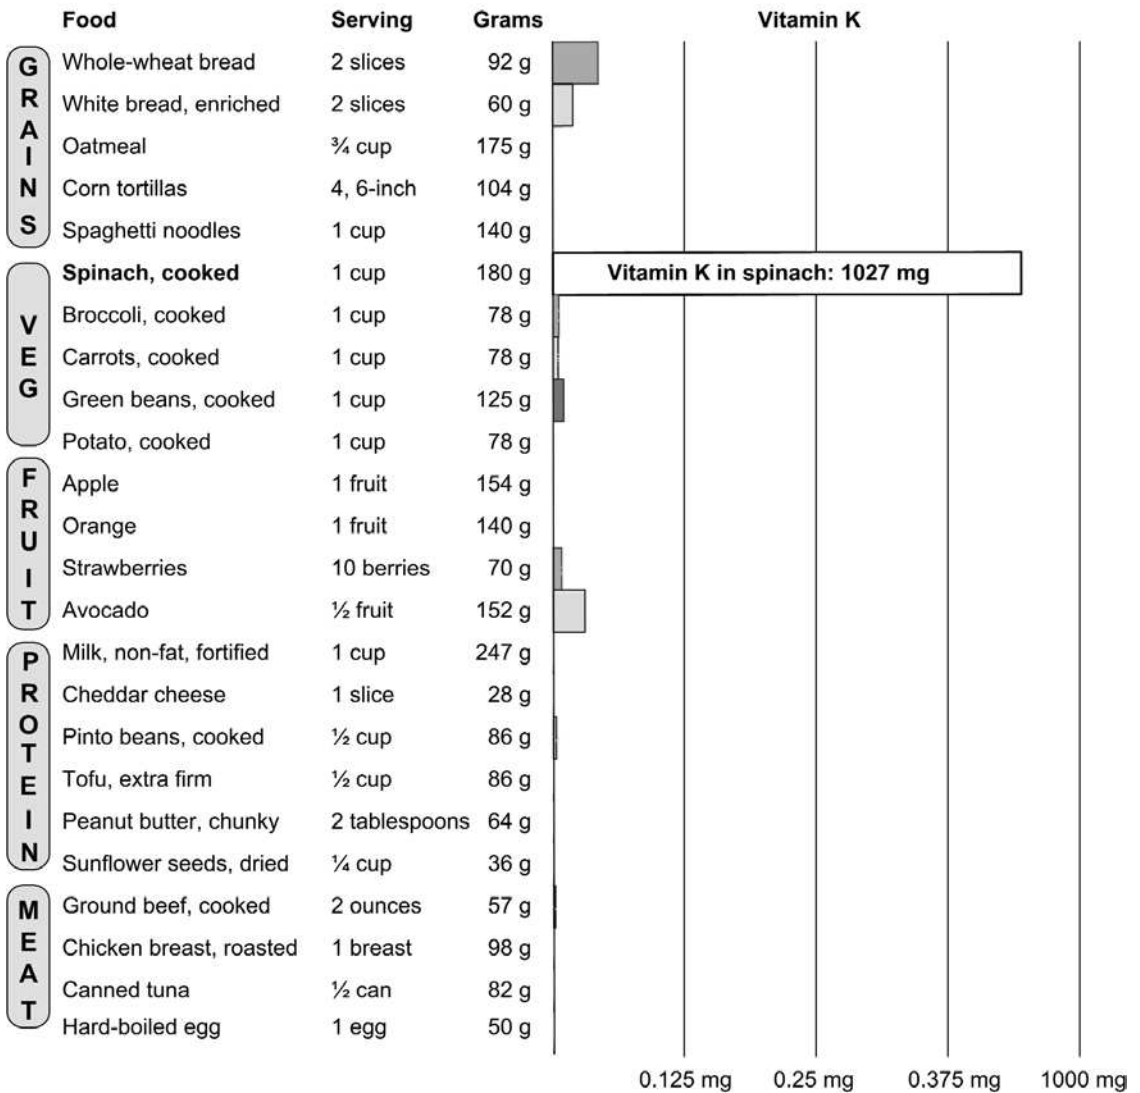 Food Serving Grams Vitamin K
GRAINS
Whole-wheat bread 2 slices 92 g
White bread, enriched 2 slices 60 g
Oatmeal ¾ cup 175 g
Corn tortillas 4, 6-inch 104 g
Spaghetti noodles 1 cup 140 g
VEG
Spinach, cooked 1 cup 180 g Vitamin K in spinach: 1027 mg
Broccoli, cooked 1 cup 78 g
Carrots, cooked 1 cup 78 g
Green beans, cooked 1 cup 125 g
Potato, cooked 1 cup 78 g
FRUIT
Apple 1 fruit 154 g
Orange 1 fruit 140 g
Strawberries 10 berries 70 g
Avocado ½ fruit 152 g
PROTEIN
Milk, non-fat, fortified 1 cup 247 g
Cheddar cheese 1 slice 28 g
Pinto beans, cooked ½ cup 86 g
Tofu, extra firm ½ cup 86 g
Peanut butter, chunky 2 tablespoons 64 g
Sunflower seeds, dried ¼ cup 36 g
MEAT
Ground beef, cooked 2 ounces 57 g
Chicken breast, roasted 1 breast 98 g
Canned tuna ½ can 82 g
Hard-boiled egg 1 egg 50 g
0.125 mg 0.25 mg 0.375 mg 1000 mg